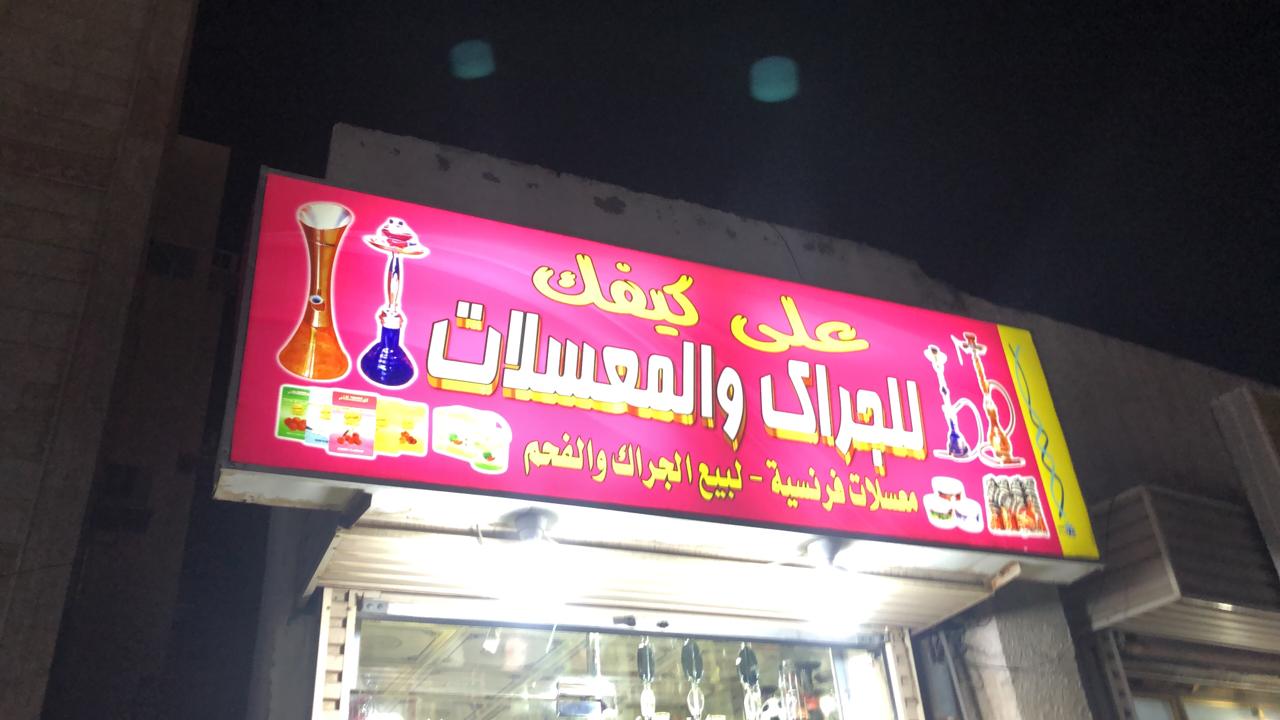 على كيفك
للجراك والمعسلات
معسلات فرنسية - لبيع الجراك والفحم